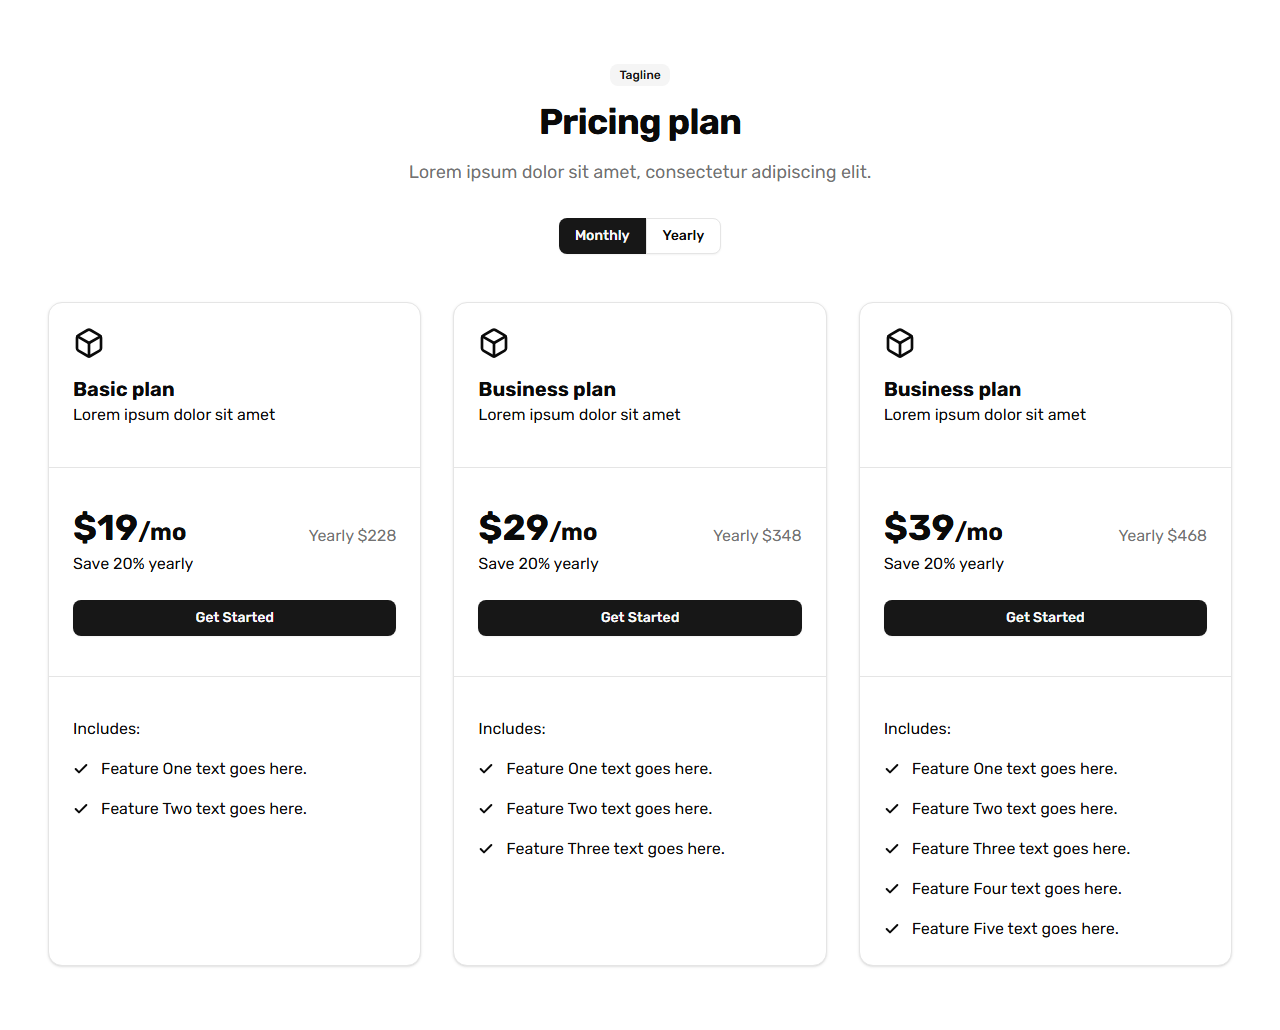 Tagline
Pricing plan
Lorem ipsum dolor sit amet, consectetur adipiscing elit.
Monthly
Yearly
Basic plan
Lorem ipsum dolor sit amet
$19/mo
Yearly $228
Save 20% yearly
Get Started
Includes:
Feature One text goes here.
Feature Two text goes here.
Business plan
Lorem ipsum dolor sit amet
$29/mo
Yearly $348
Save 20% yearly
Get Started
Includes:
Feature One text goes here.
Feature Two text goes here.
Feature Three text goes here.
Business plan
Lorem ipsum dolor sit amet
$39/mo
Yearly $468
Save 20% yearly
Get Started
Includes:
Feature One text goes here.
Feature Two text goes here.
Feature Three text goes here.
Feature Four text goes here.
Feature Five text goes here.